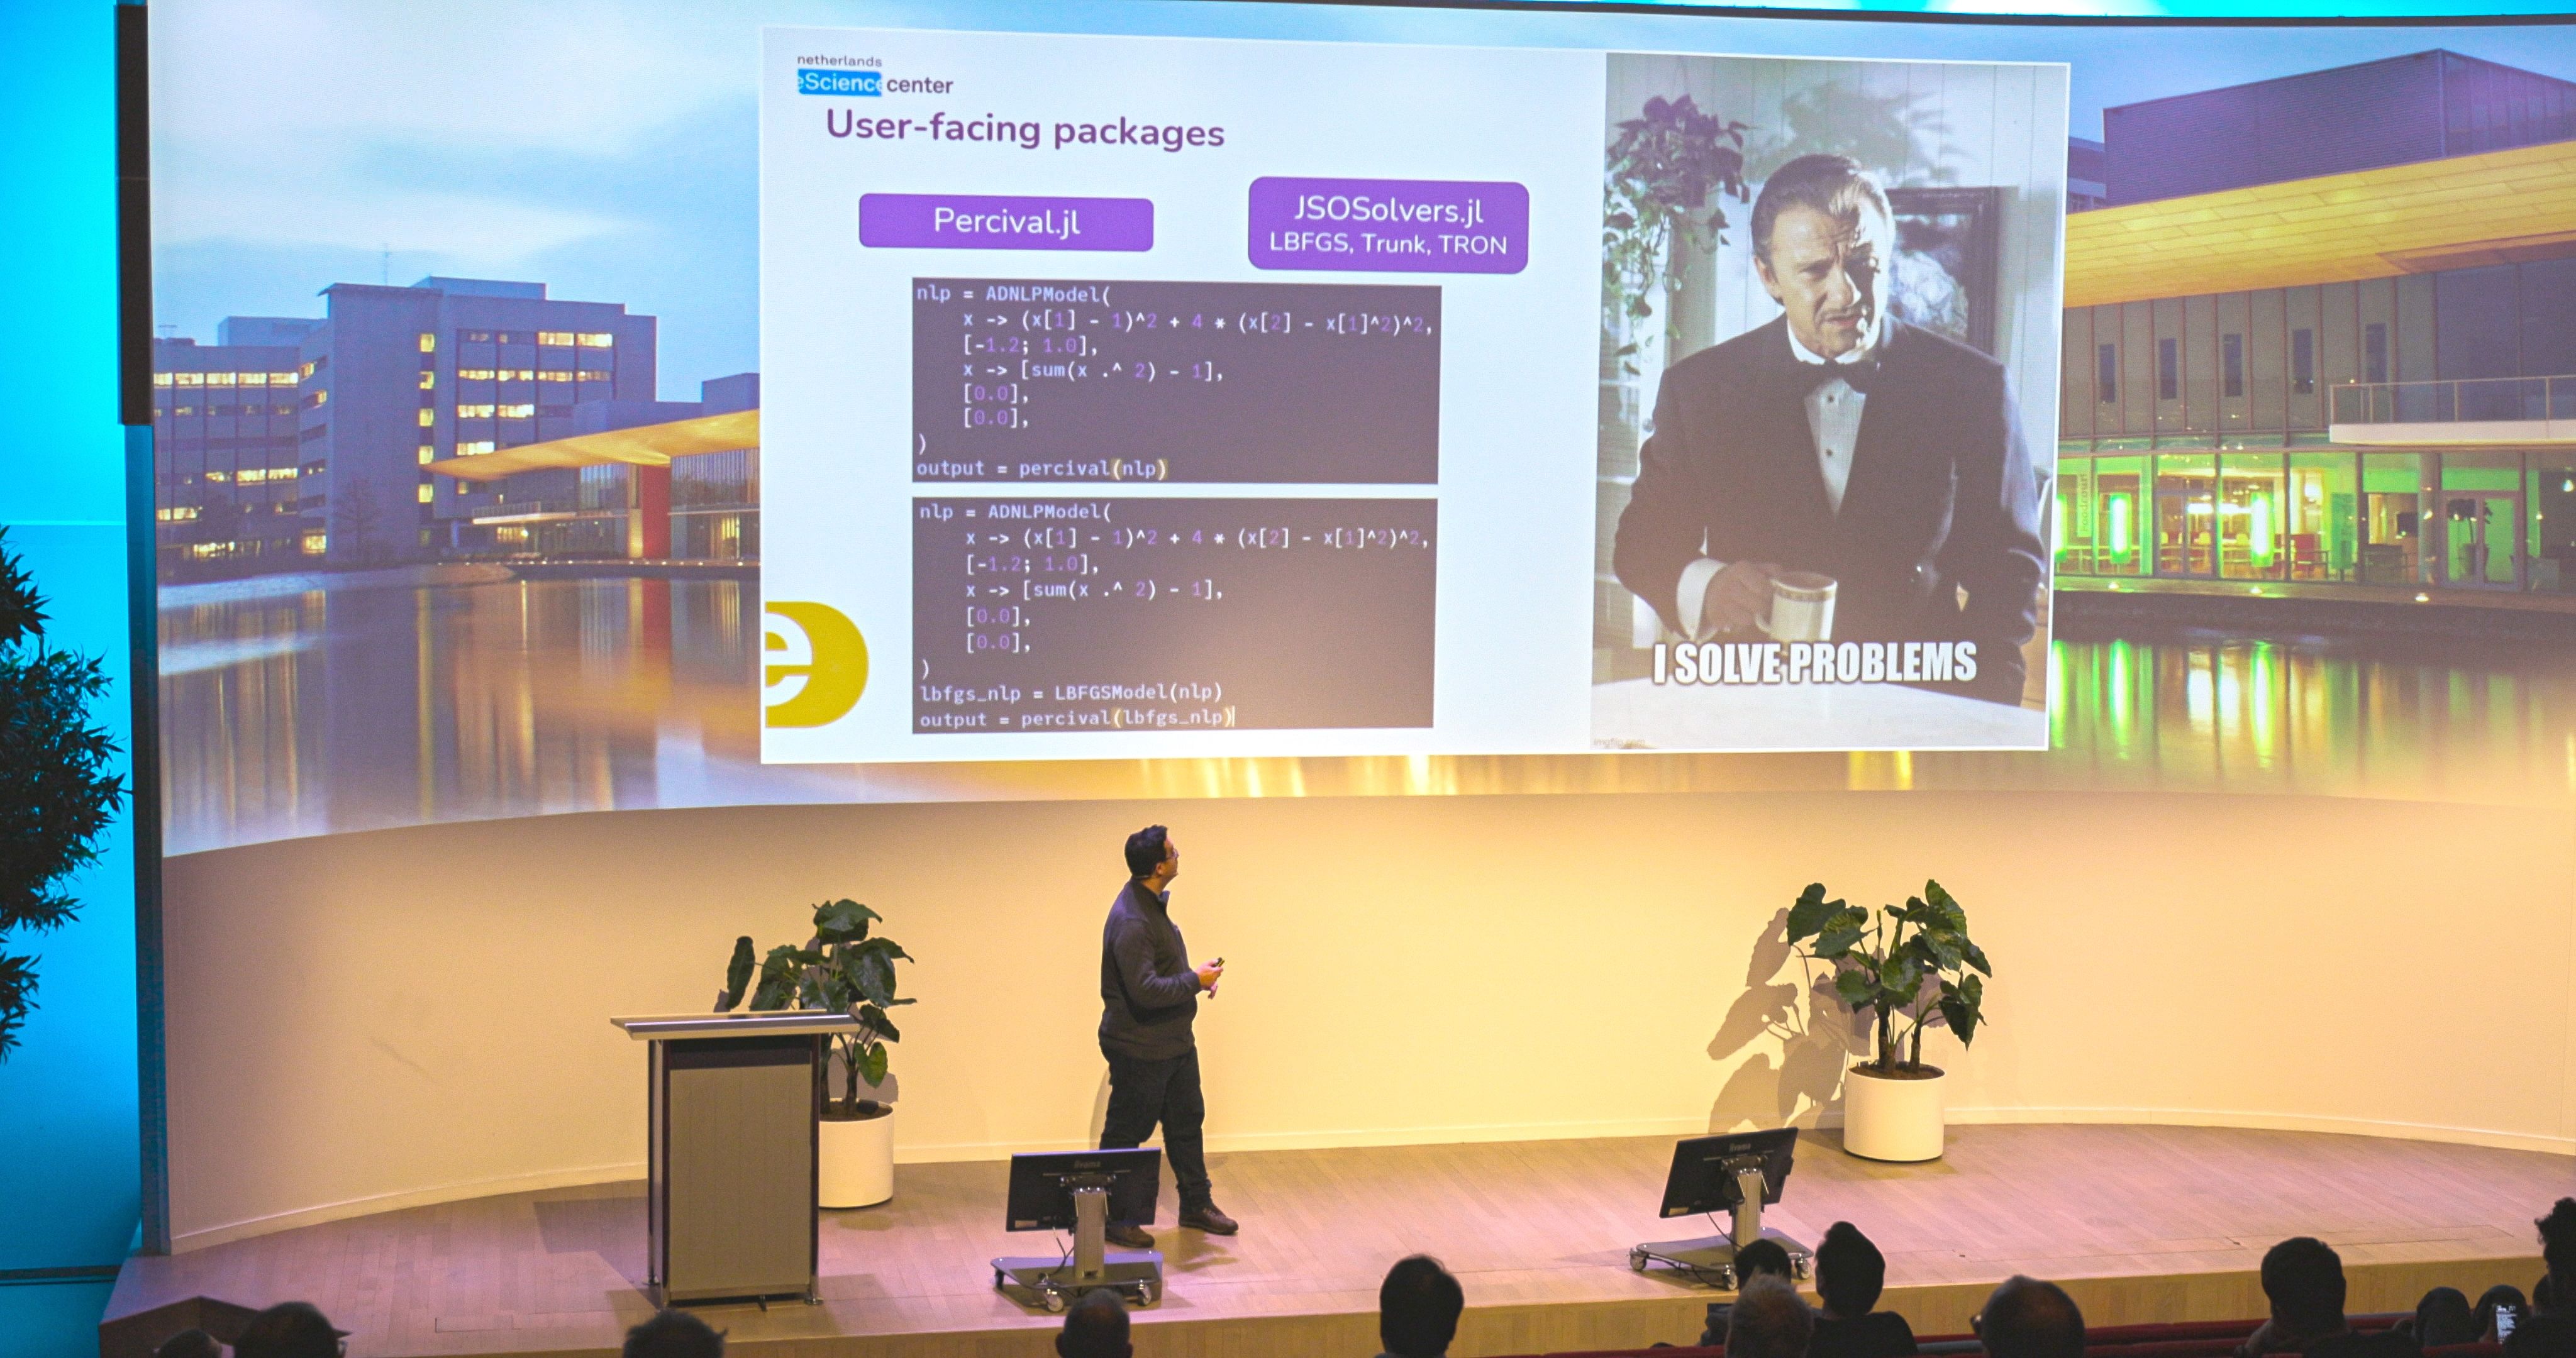 netherlands
eScience center
User-facing packages
Percival.jl
JSOSolvers.jl
LBFGS, Trunk, TRON
nlp = ADNLPModel(
x -> (x[1] - 1)^2 + 4 * (x[2] - x[1]^2)^2,
[-1.2; 1.0],
x -> [sum(x .^ 2) - 1],
[0.0],
[0.0],
)
output = percival(nlp)
nlp = ADNLPModel(
x -> (x[1] - 1)^2 + 4 * (x[2] - x[1]^2)^2,
[-1.2; 1.0],
x -> [sum(x .^ 2) - 1],
[0.0],
[0.0],
)
lbfgs_nlp = LBFGSModel(nlp)
output = percival(lbfgs_nlp)
e
I SOLVE PROBLEMS
imgflip.com
iiyama